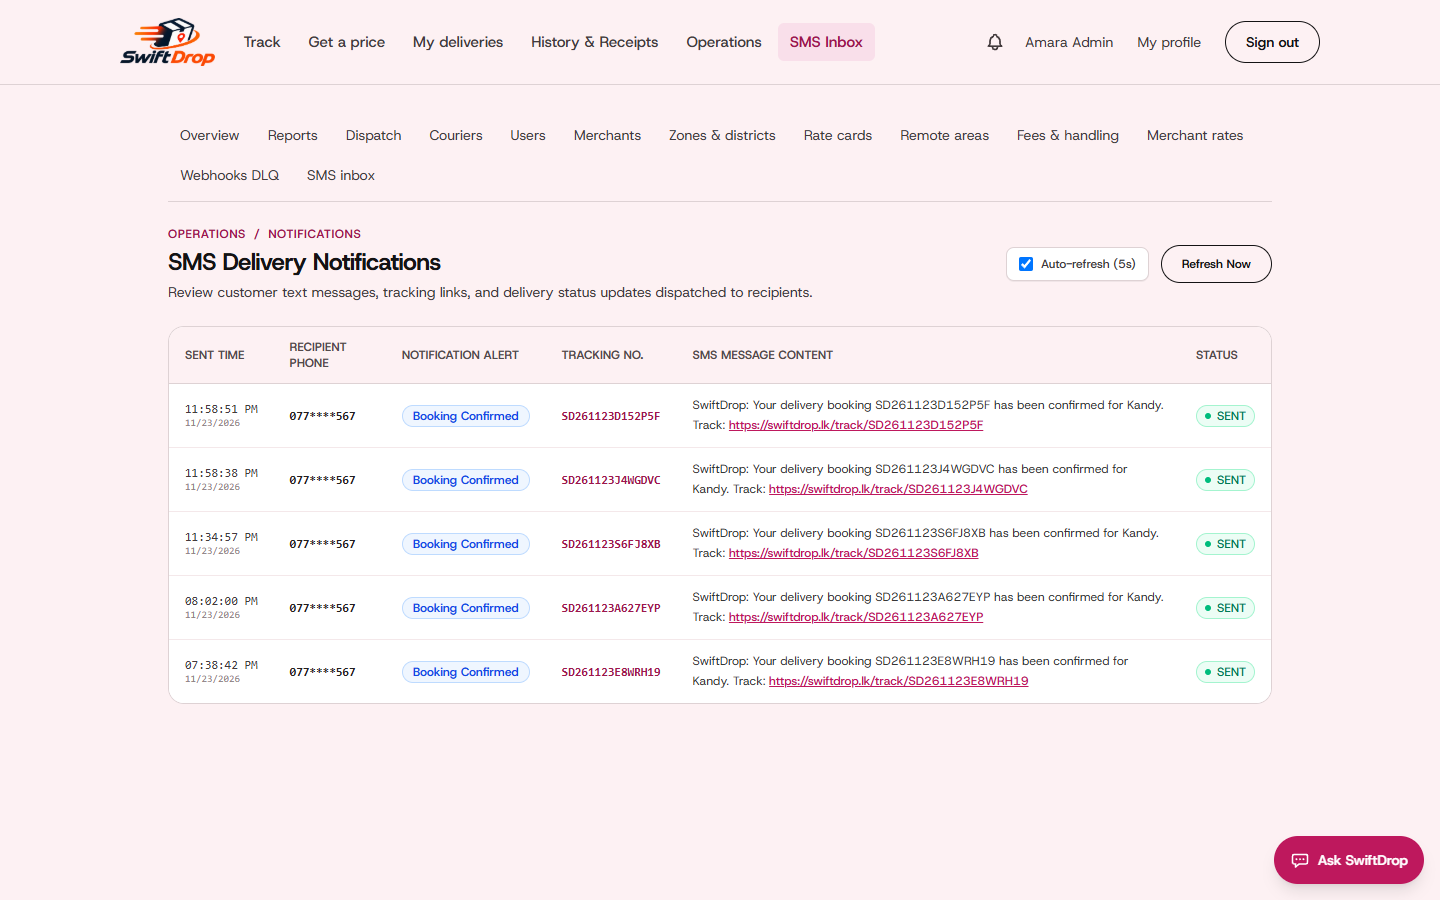 SwiftDrop
Track
Get a price
My deliveries
History & Receipts
Operations
SMS Inbox
Amara Admin
My profile
Sign out
Overview
Reports
Dispatch
Couriers
Users
Merchants
Zones & districts
Rate cards
Remote areas
Fees & handling
Merchant rates
Webhooks DLQ
SMS inbox
OPERATIONS / NOTIFICATIONS
SMS Delivery Notifications
Review customer text messages, tracking links, and delivery status updates dispatched to recipients.
Auto-refresh (5s)
Refresh Now
SENT TIME
RECIPIENT
PHONE
NOTIFICATION ALERT
TRACKING NO.
SMS MESSAGE CONTENT
STATUS
11:58:51 PM
11/23/2026
077****567
Booking Confirmed
SD261123D152P5F
SwiftDrop: Your delivery booking SD261123D152P5F has been confirmed for Kandy.
Track: https://swiftdrop.lk/track/SD261123D152P5F
SENT
11:58:38 PM
11/23/2026
077****567
Booking Confirmed
SD261123J4WGDVC
SwiftDrop: Your delivery booking SD261123J4WGDVC has been confirmed for
Kandy. Track: https://swiftdrop.lk/track/SD261123J4WGDVC
SENT
11:34:57 PM
11/23/2026
077****567
Booking Confirmed
SD261123S6FJ8XB
SwiftDrop: Your delivery booking SD261123S6FJ8XB has been confirmed for Kandy.
Track: https://swiftdrop.lk/track/SD261123S6FJ8XB
SENT
08:02:00 PM
11/23/2026
077****567
Booking Confirmed
SD261123A627EYP
SwiftDrop: Your delivery booking SD261123A627EYP has been confirmed for Kandy.
Track: https://swiftdrop.lk/track/SD261123A627EYP
SENT
07:38:42 PM
11/23/2026
077****567
Booking Confirmed
SD261123E8WRH19
SwiftDrop: Your delivery booking SD261123E8WRH19 has been confirmed for
Kandy. Track: https://swiftdrop.lk/track/SD261123E8WRH19
SENT
Ask SwiftDrop